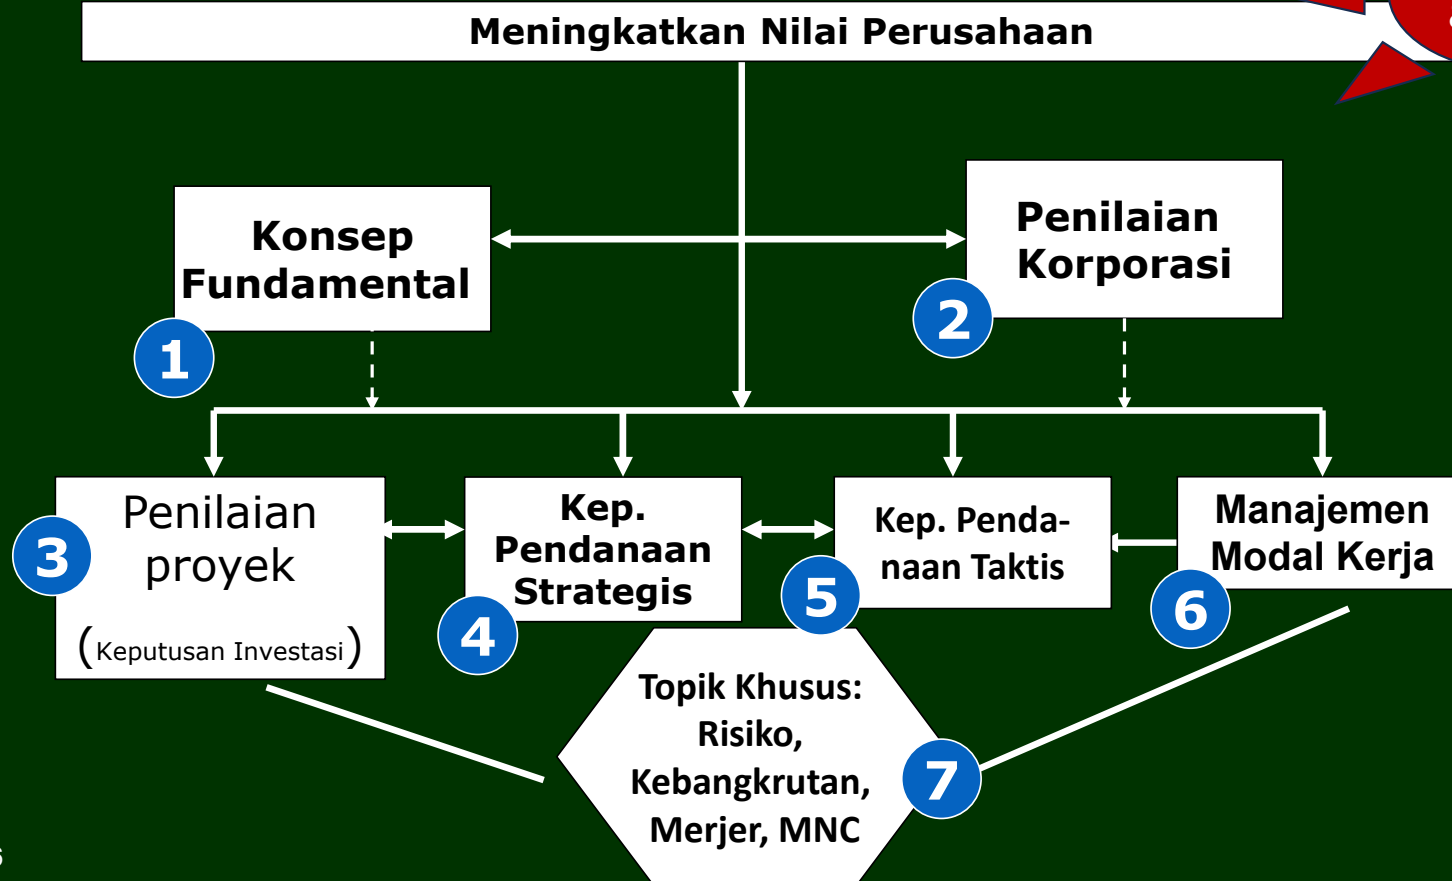 Meningkatkan Nilai Perusahaan
Konsep
Fundamental
1
Penilaian
Korporasi
2
Penilaian
proyek
(Keputusan Investasi)
3
Kep.
Pendanaan
Strategis
4
Kep. Penda-
naan Taktis
5
Manajemen
Modal Kerja
6
Topik Khusus:
Risiko,
Kebangkrutan,
Merjer, MNC
7